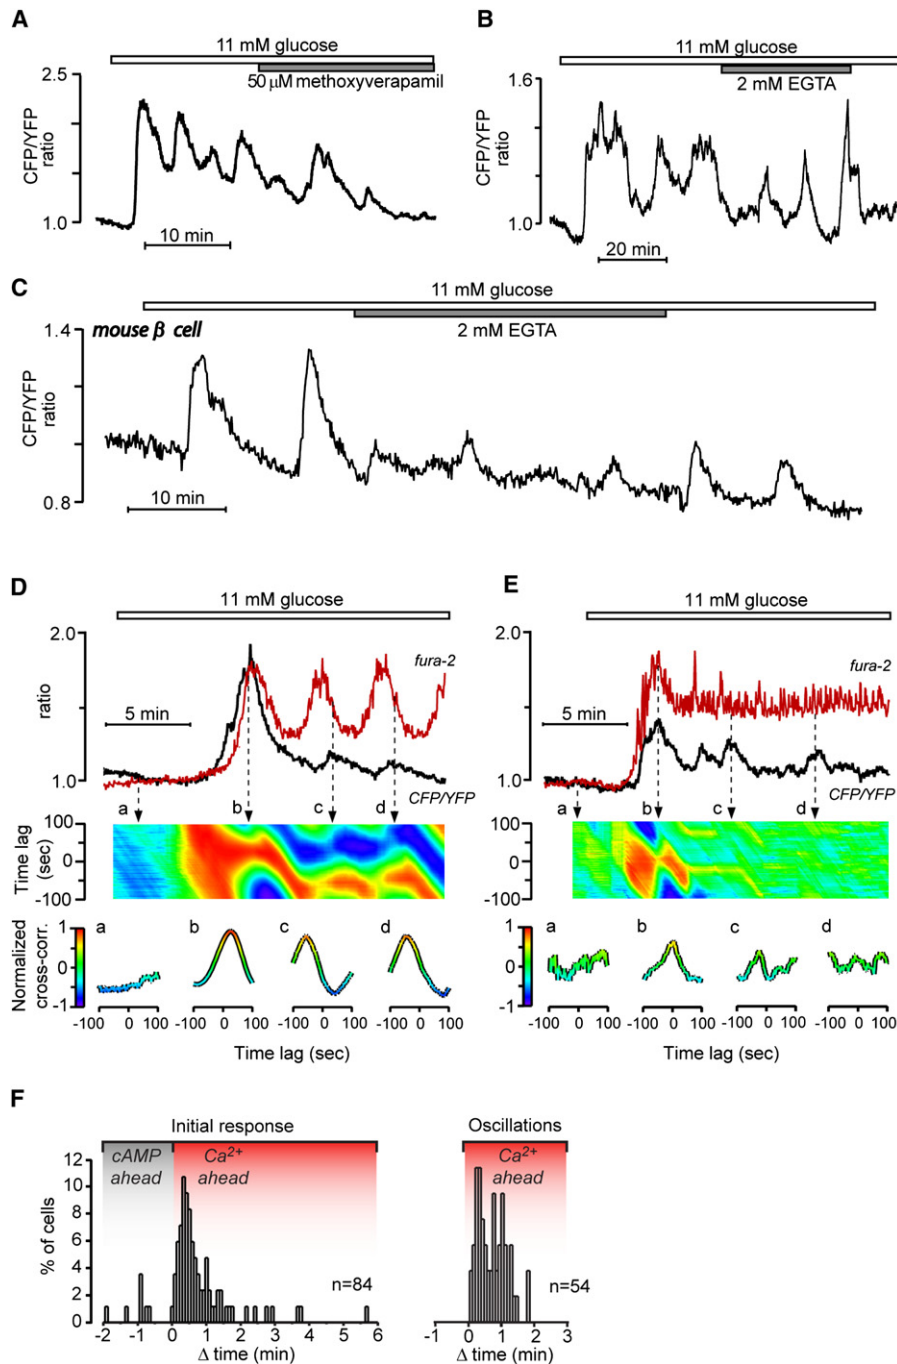 A
11 mM glucose
50 µM methoxyverapamil
2.5
CFP/YFP
ratio
1.0
10 min
B
11 mM glucose
2 mM EGTA
1.6
CFP/YFP
ratio
1.0
20 min
C
11 mM glucose
2 mM EGTA
mouse β cell
1.4
CFP/YFP
ratio
0.8
10 min
D
11 mM glucose
2.0
ratio
1.0
5 min
fura-2
CFP/YFP
a b c d
Time lag
(sec)
100
0
-100
Normalized
cross-corr.
1
0
-1
a b c d
-100 0 100 -100 0 100 -100 0 100 -100 0 100
Time lag (sec)
E
11 mM glucose
2.0
1.0
5 min
fura-2
CFP/YFP
a b c d
100
0
-100
1
0
-1
a b c d
-100 0 100 -100 0 100 -100 0 100 -100 0 100
Time lag (sec)
F
Initial response
cAMP
ahead
Ca2+
ahead
% of cells
12
10
8
6
4
2
0
n=84
-2 -1 0 1 2 3 4 5 6
Δ time (min)
Oscillations
Ca2+
ahead
n=54
-1 0 1 2 3
Δ time (min)